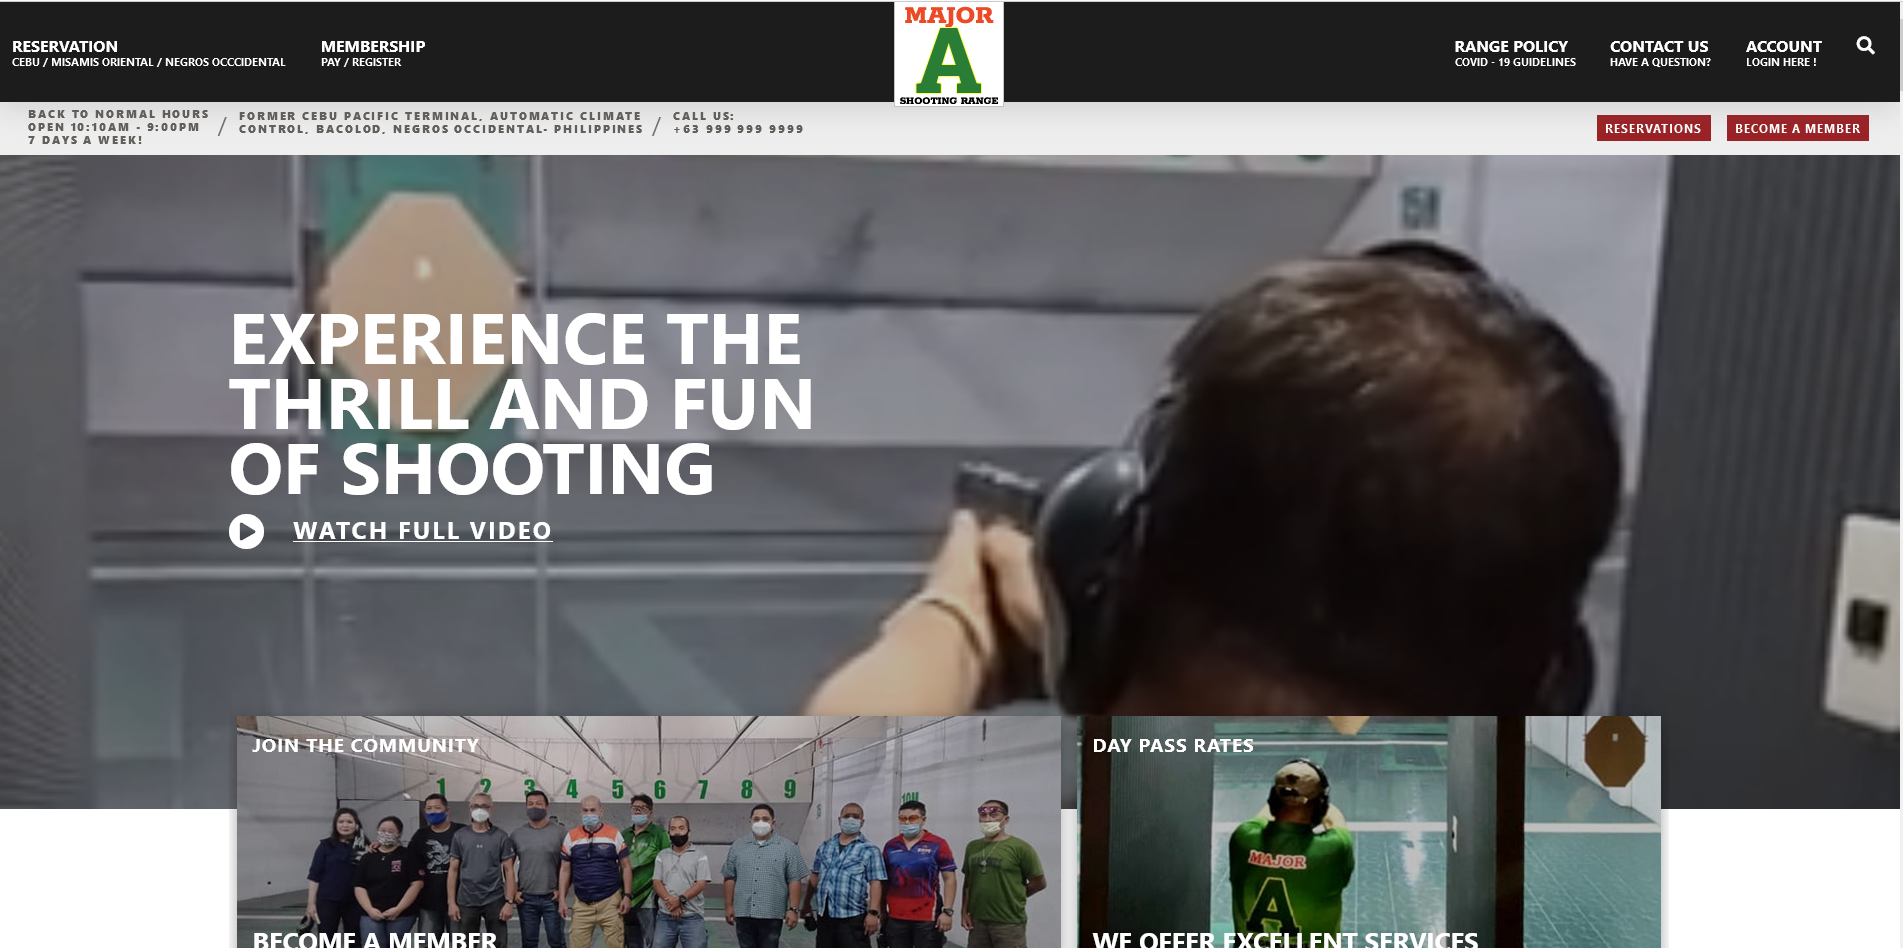 RESERVATION
CEBU / MISAMIS ORIENTAL / NEGROS OCCCIDENTAL
MEMBERSHIP
PAY / REGISTER
MAJOR
A
SHOOTING RANGE
RANGE POLICY
COVID - 19 GUIDELINES
CONTACT US
HAVE A QUESTION?
ACCOUNT
LOGIN HERE !
BACK TO NORMAL HOURS
OPEN 10:10AM - 9:00PM
7 DAYS A WEEK!
/
FORMER CEBU PACIFIC TERMINAL, AUTOMATIC CLIMATE
CONTROL, BACOLOD, NEGROS OCCIDENTAL- PHILIPPINES
/
CALL US:
+63 999 999 9999
RESERVATIONS
BECOME A MEMBER
EXPERIENCE THE
THRILL AND FUN
OF SHOOTING
WATCH FULL VIDEO
JOIN THE COMMUNITY
1 2 3 4 5 6 7 8 9
10M
BECOME A MEMBER
DAY PASS RATES
MAJOR
A
WE OFFER EXCELLENT SERVICES